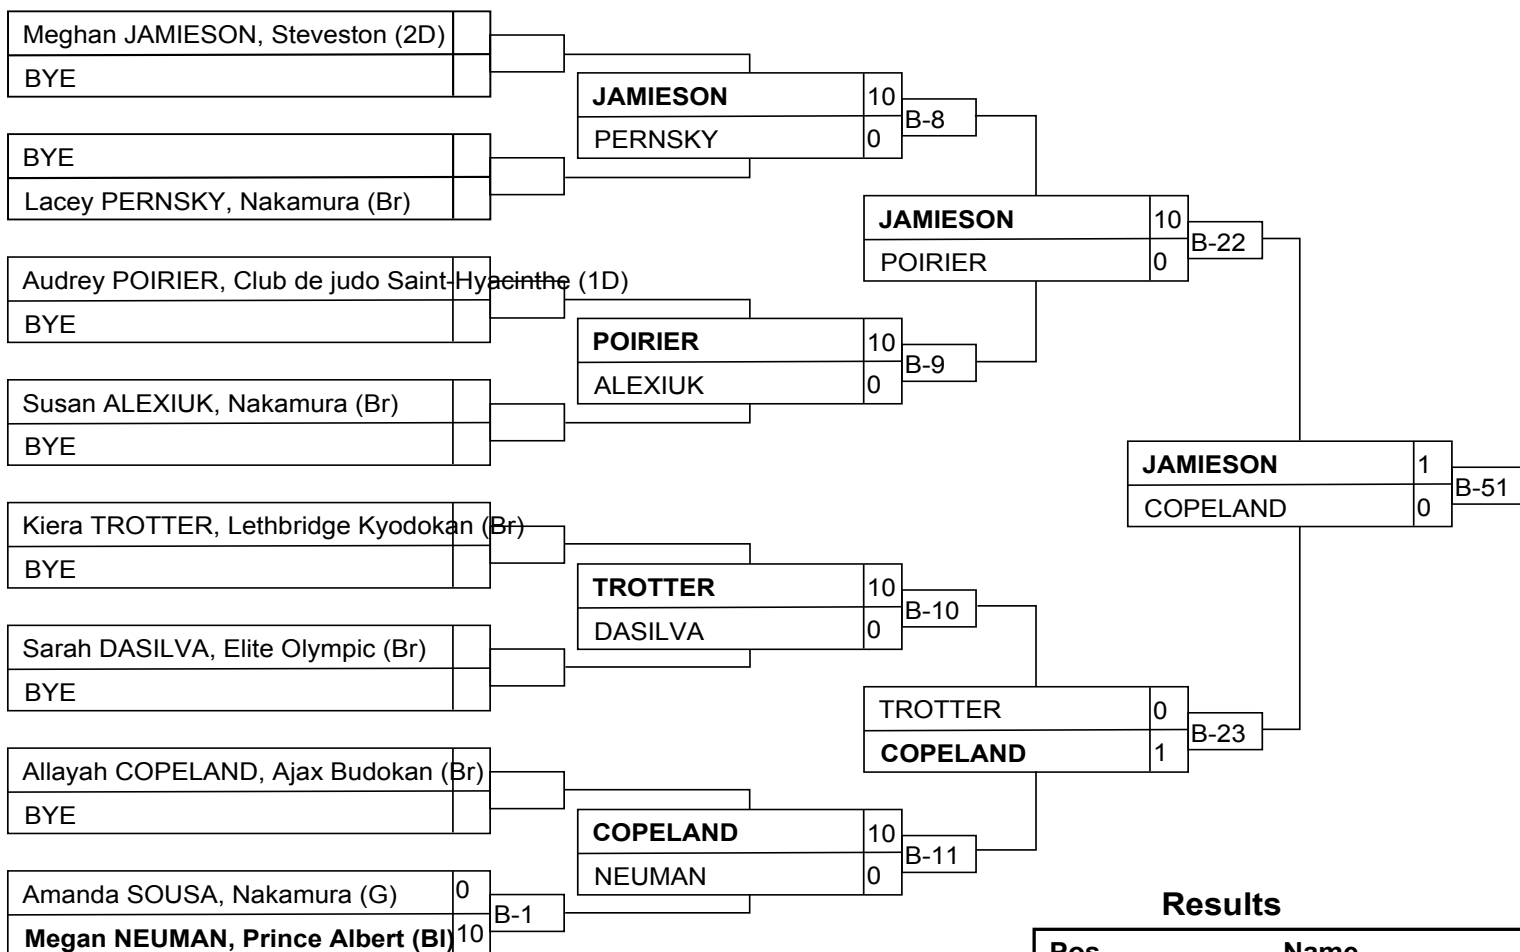 Meghan JAMIESON, Steveston (2D)
BYE
BYE
Lacey PERNSKY, Nakamura (Br)
Audrey POIRIER, Club de judo Saint-Hyacinthe (1D)
BYE
Susan ALEXIUK, Nakamura (Br)
BYE
Kiera TROTTER, Lethbridge Kyodokan (Br)
BYE
Sarah DASILVA, Elite Olympic (Br)
BYE
Allayah COPELAND, Ajax Budokan (Br)
BYE
Amanda SOUSA, Nakamura (G) 0
Megan NEUMAN, Prince Albert (Bl) 10
B-1
JAMIESON 10
PERNSKY 0
B-8
POIRIER 10
ALEXIUK 0
B-9
TROTTER 10
DASILVA 0
B-10
COPELAND 10
NEUMAN 0
B-11
JAMIESON 10
POIRIER 0
B-22
TROTTER 0
COPELAND 1
B-23
JAMIESON 1
COPELAND 0
B-51
Results
Pos Name